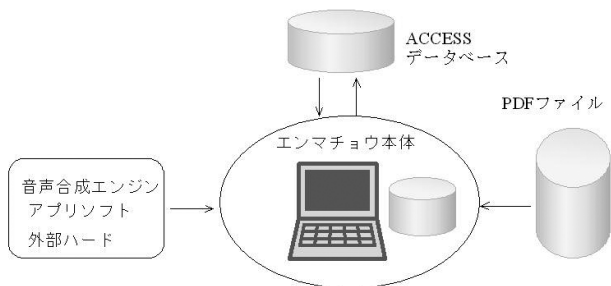 ACCESS
データベース
PDFファイル
エンマチョウ本体
音声合成エンジン
アプリソフト
外部ハード